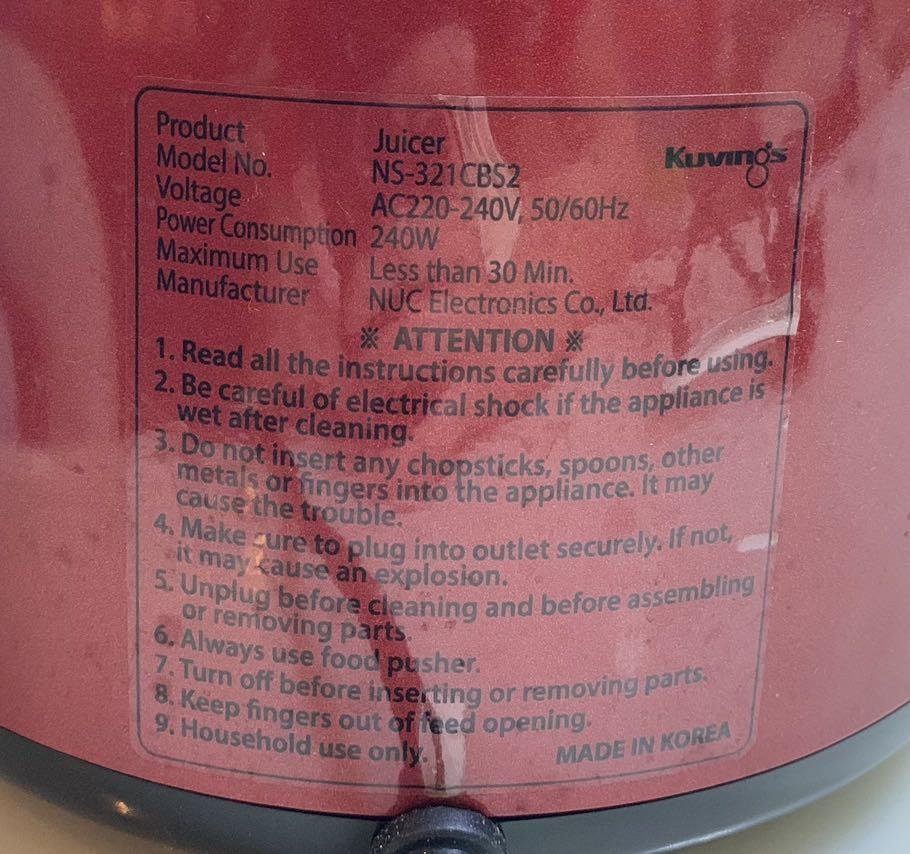 Product Juicer
Model No. NS-321CBS2
Kuvings
Voltage AC220-240V, 50/60Hz
Power Consumption 240W
Maximum Use Less than 30 Min.
Manufacturer NUC Electronics Co., Ltd.
※ ATTENTION ※
1. Read all the instructions carefully before using.
2. Be careful of electrical shock if the appliance is
wet after cleaning.
3. Do not insert any chopsticks, spoons, other
metals or fingers into the appliance. It may
cause the trouble.
4. Make sure to plug into outlet securely. If not,
it may cause an explosion.
5. Unplug before cleaning and before assembling
or removing parts.
6. Always use food pusher.
7. Turn off before inserting or removing parts.
8. Keep fingers out of feed opening.
9. Household use only.
MADE IN KOREA